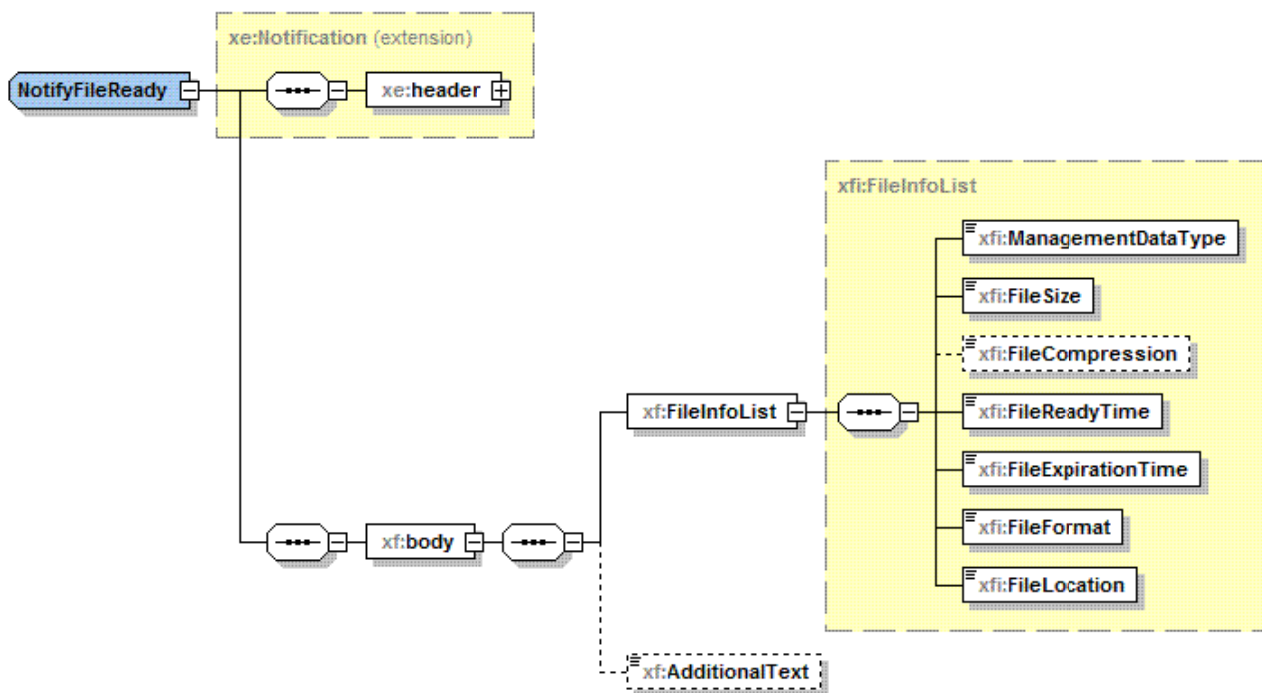 xe:Notification (extension)
NotifyFileReady
xe:header
xfi:FileInfoList
xfi:ManagementDataType
xfi:FileSize
xfi:FileCompression
xf:FileInfoList
xfi:FileReadyTime
xfi:FileExpirationTime
xf:body
xfi:FileFormat
xfi:FileLocation
xf:AdditionalText